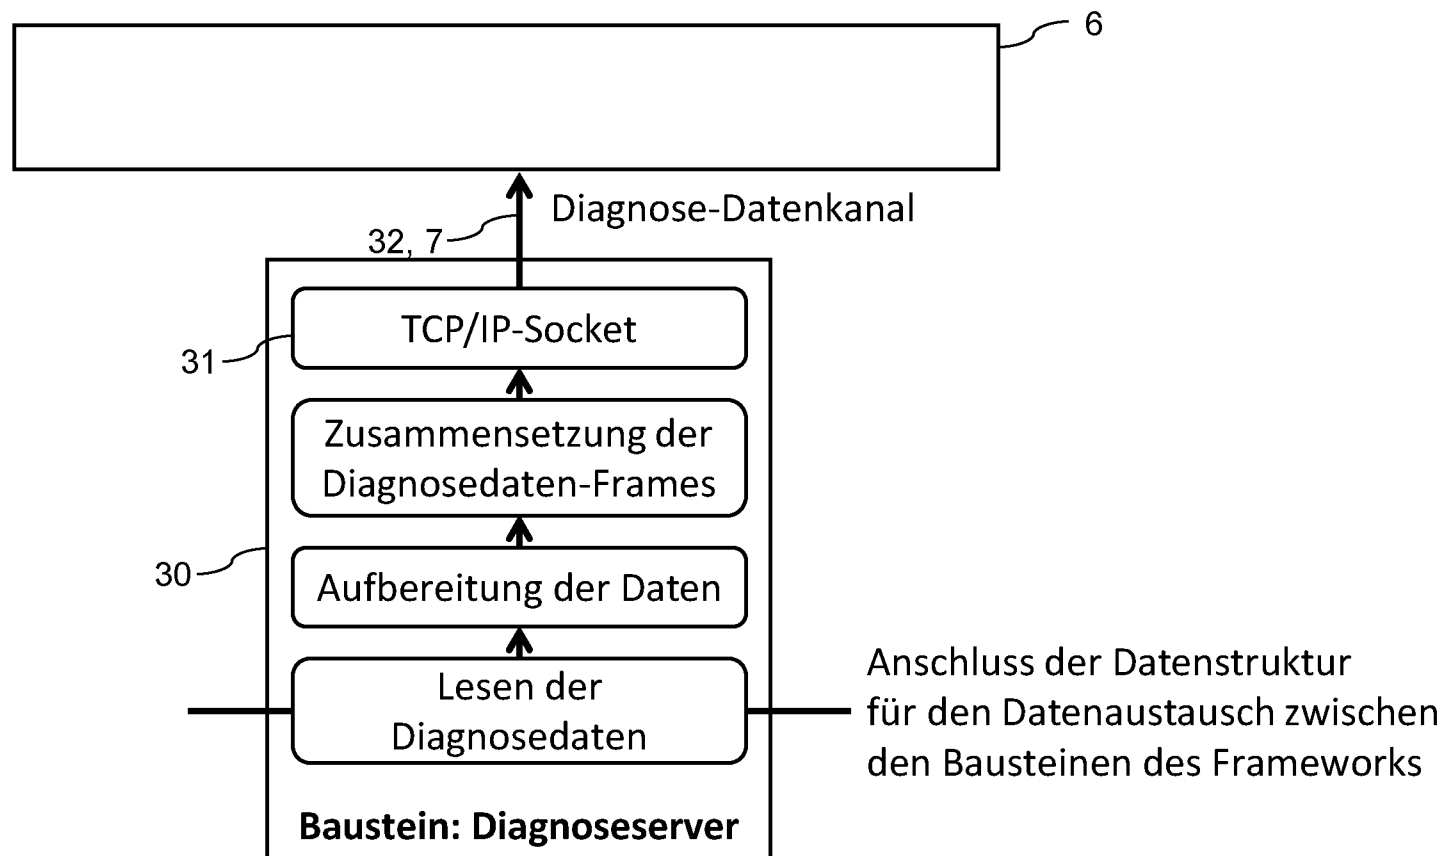 6
Diagnose-Datenkanal
32, 7
TCP/IP-Socket
31
Zusammensetzung der
Diagnosedaten-Frames
30
Aufbereitung der Daten
Lesen der
Diagnosedaten
Anschluss der Datenstruktur
für den Datenaustausch zwischen
den Bausteinen des Frameworks
Baustein: Diagnoseserver